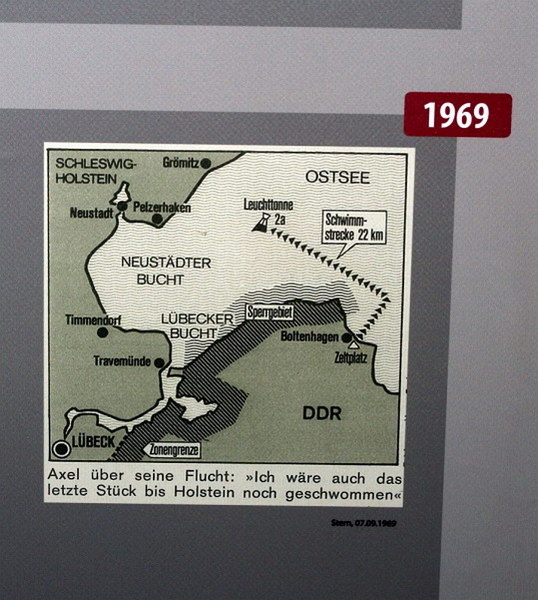 1969
SCHLESWIG-
HOLSTEIN
Grömitz
OSTSEE
Neustadt
Pelzerhaken
Leuchttonne
2a
Schwimm-
strecke 22 km
NEUSTÄDTER
BUCHT
LÜBECKER
BUCHT
Sperrgebiet
Timmendorf
Boltenhagen
Zeltplatz
Travemünde
DDR
LÜBECK
Zonengrenze
Axel über seine Flucht: »Ich wäre auch das
letzte Stück bis Holstein noch geschwommen«
Stern, 07.09.1969